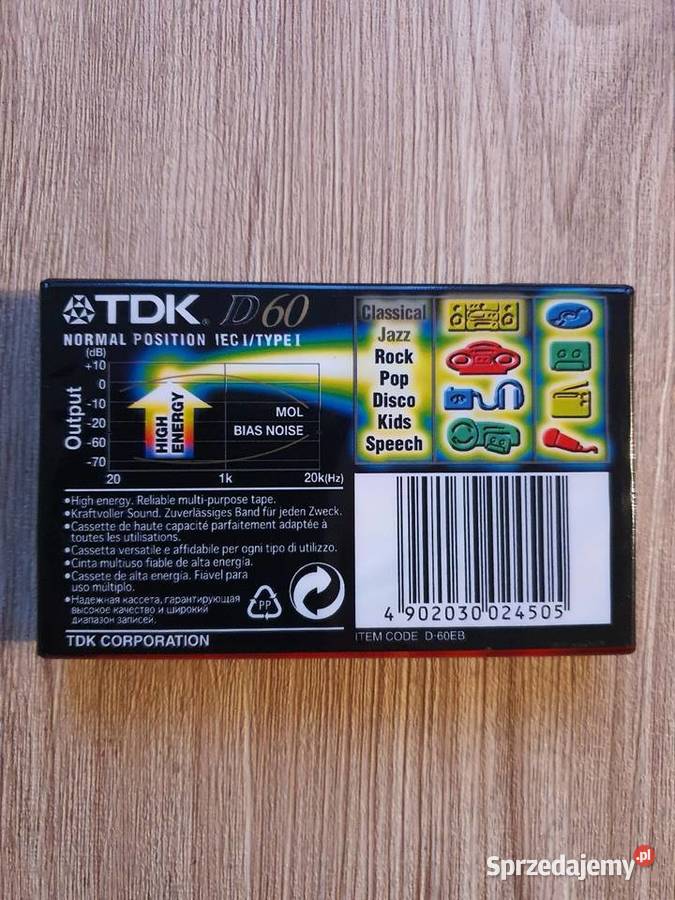 TDK® D60
NORMAL POSITION IEC I/TYPE I
(dB)
+10
0
-10
-20
-60
-70
Output
HIGH
ENERGY
MOL
BIAS NOISE
20 1k 20k(Hz)
Classical
Jazz
Rock
Pop
Disco
Kids
Speech
•High energy. Reliable multi-purpose tape.
•Kraftvoller Sound. Zuverlässiges Band für jeden Zweck.
•Cassette de haute capacité parfaitement adaptée à
toutes les utilisations.
•Cassetta versatile e affidabile per ogni tipo di utilizzo.
•Cinta multiuso fiable de alta energía.
•Cassete de alta energía. Fiável para
uso múltiplo.
•Надежная кассета, гарантирующая
высокое качество и широкий
диапазон записей.
PP
TDK CORPORATION
4 902030 024505
ITEM CODE D-60EB
Sprzedajemy.pl